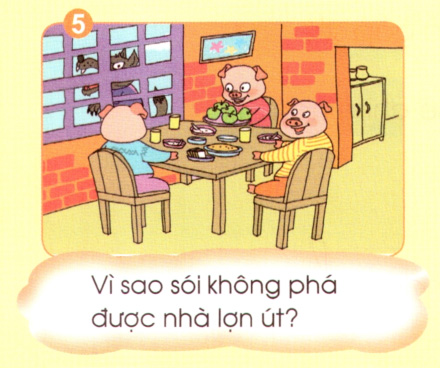 5
Vì sao sói không phá
được nhà lợn út?